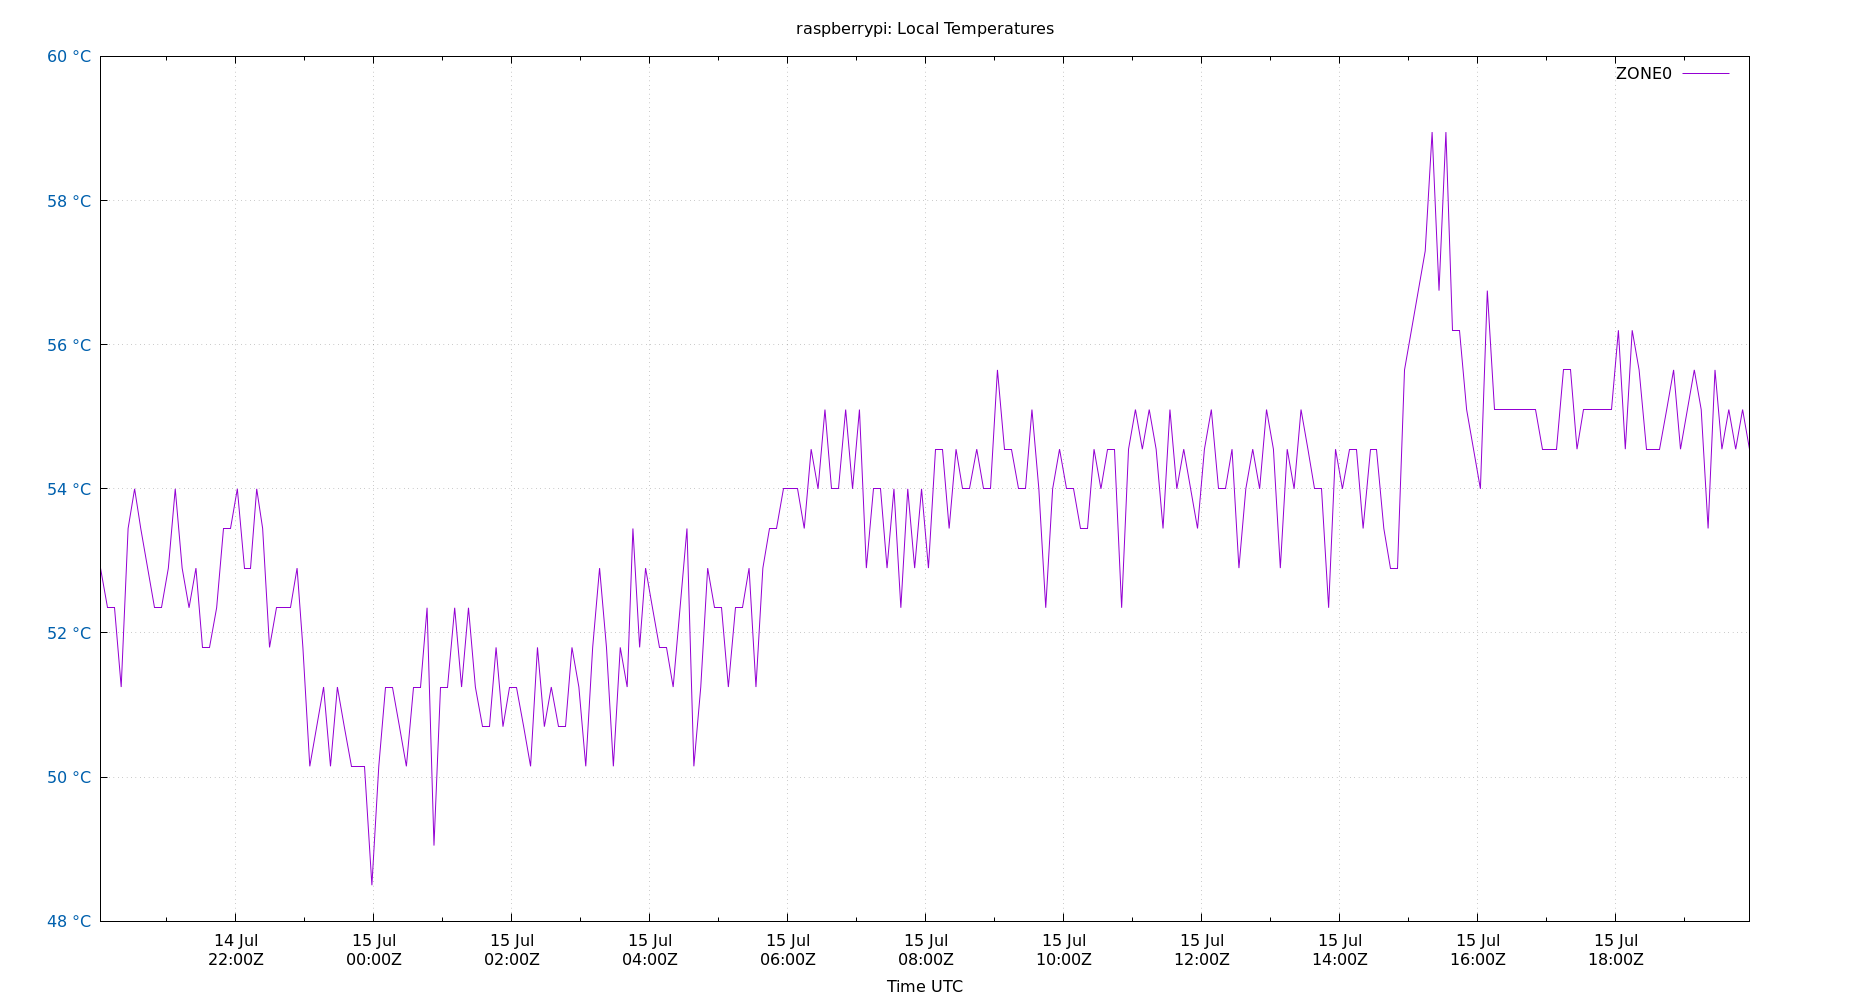 raspberrypi: Local Temperatures
60 °C
ZONE0
58 °C
56 °C
54 °C
52 °C
50 °C
48 °C
14 Jul 15 Jul 15 Jul 15 Jul 15 Jul 15 Jul 15 Jul 15 Jul 15 Jul 15 Jul 15 Jul
22:00Z 00:00Z 02:00Z 04:00Z 06:00Z 08:00Z 10:00Z 12:00Z 14:00Z 16:00Z 18:00Z
Time UTC